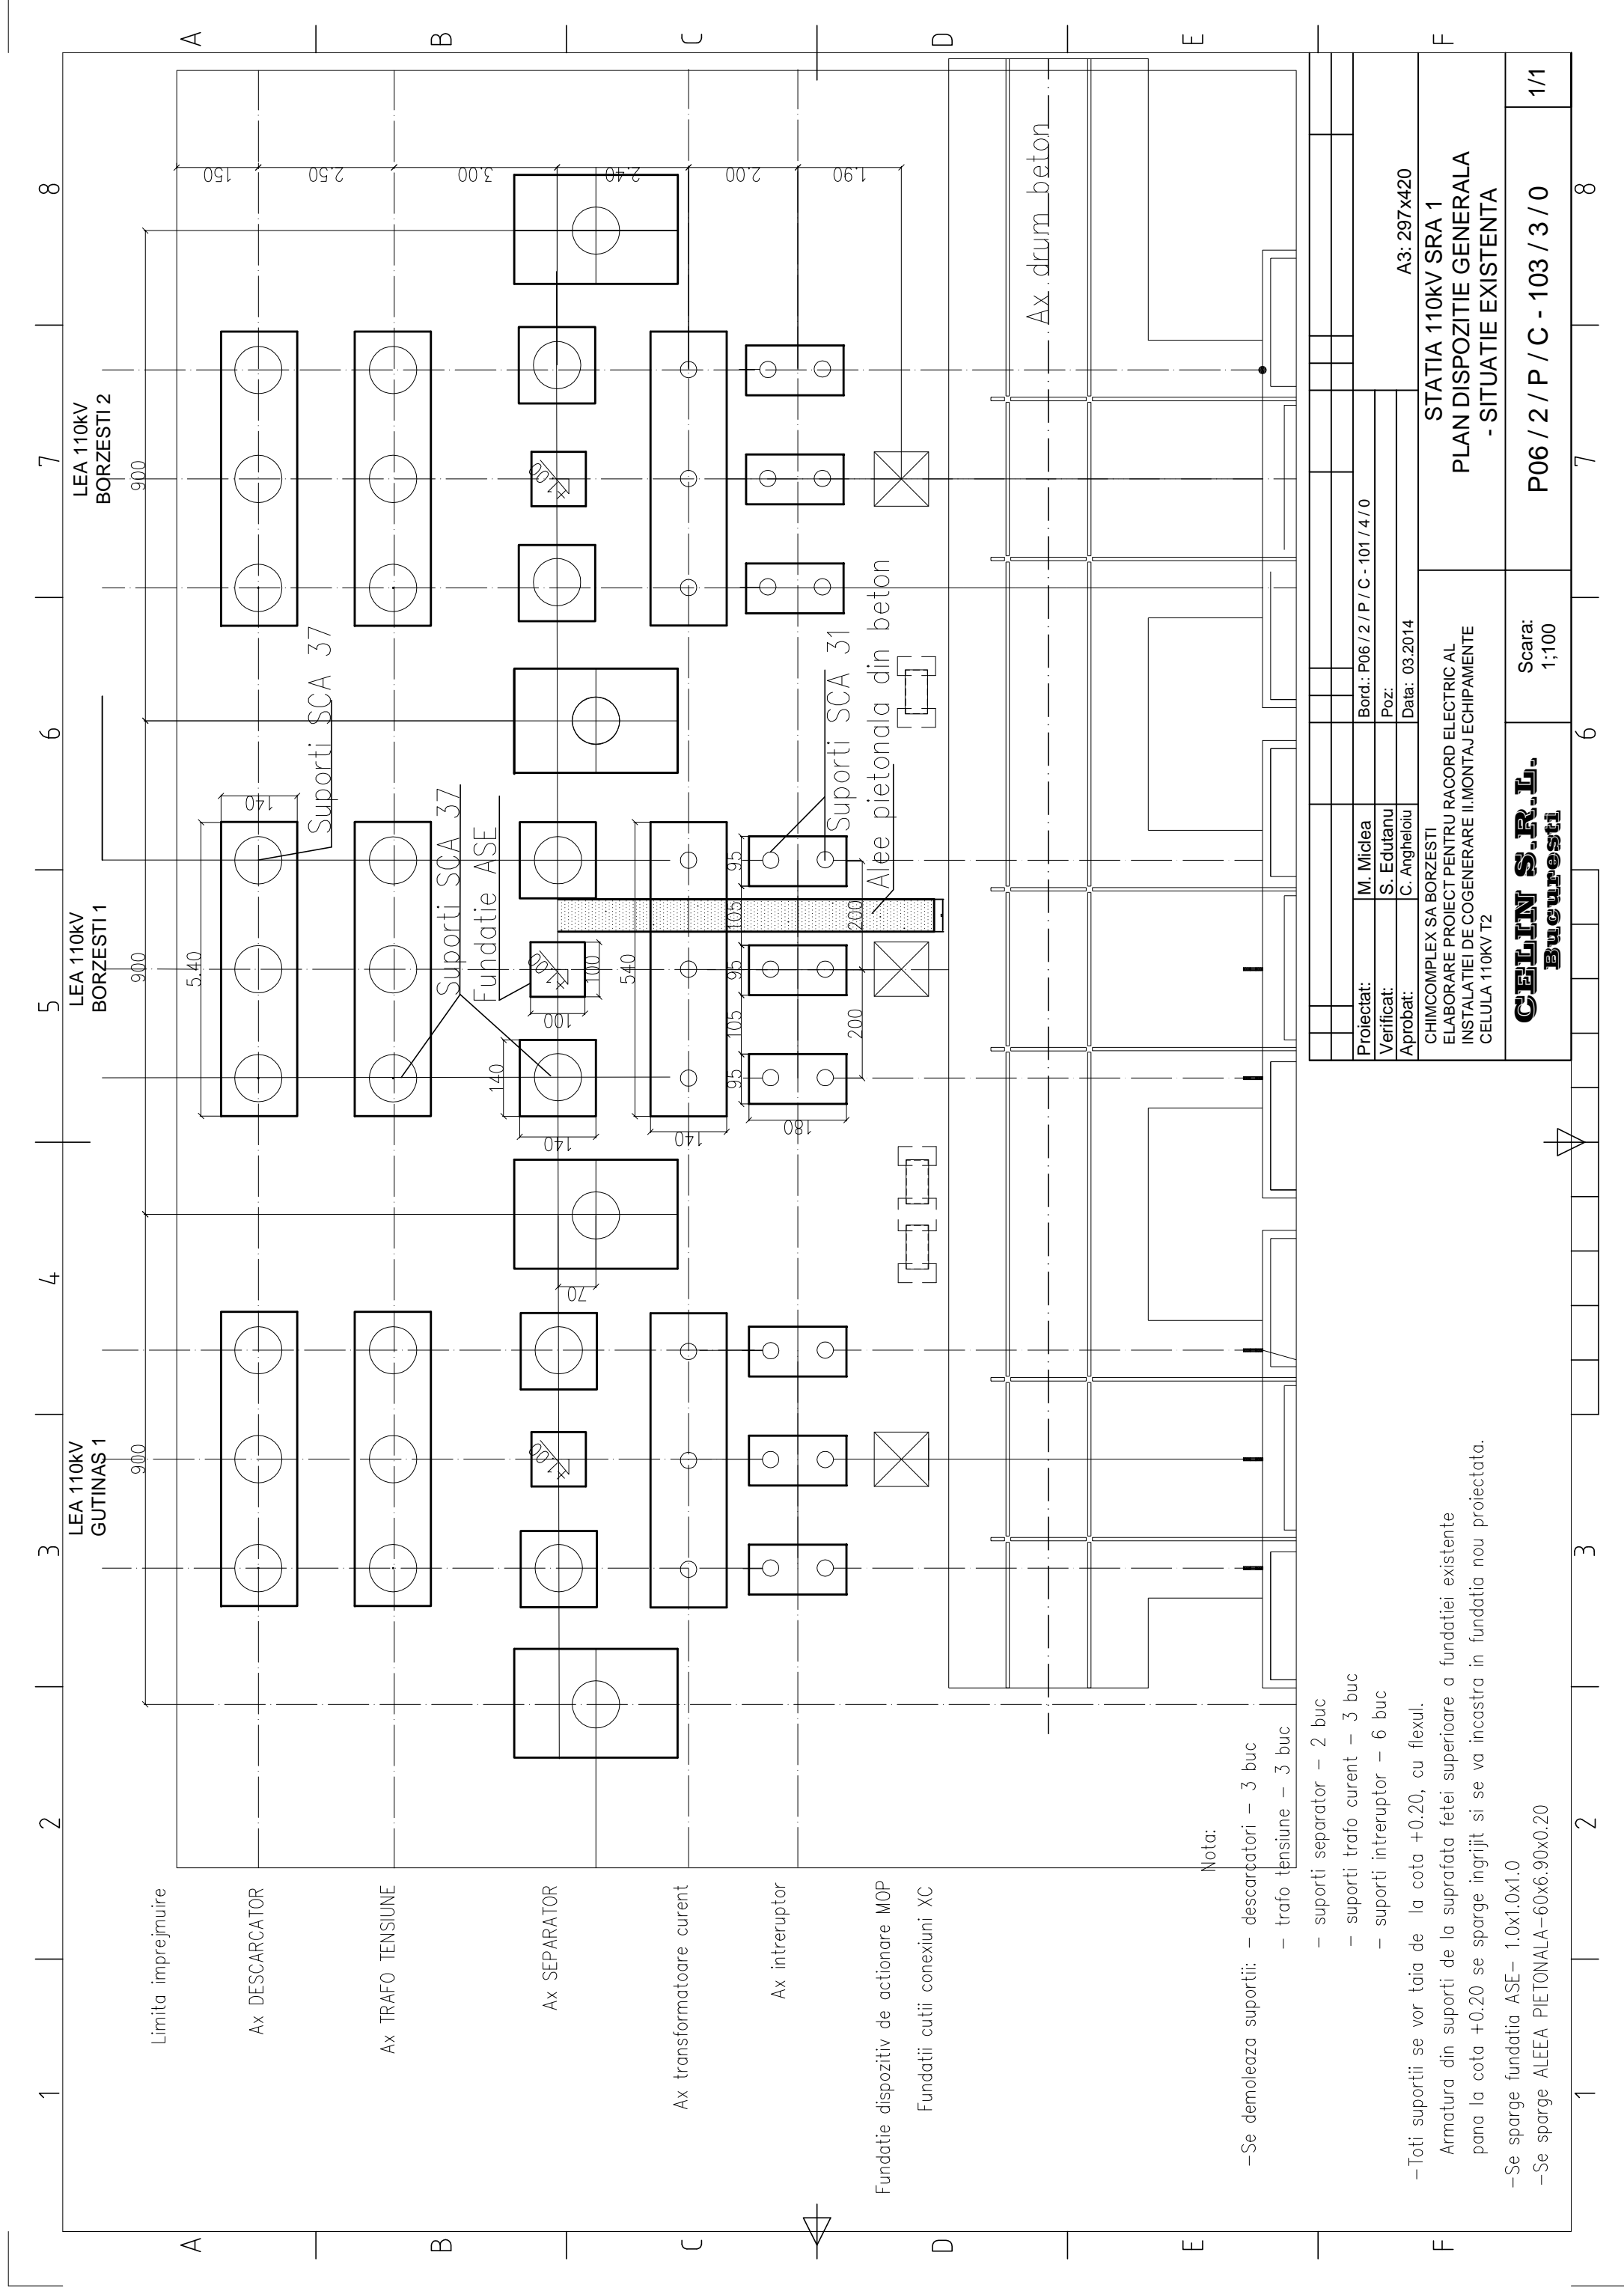 1
2
3
4
5
6
7
8
A
B
C
D
E
F
A
B
C
D
E
F
LEA 110kV
GUTINAS 1
LEA 110kV
BORZESTI 1
LEA 110kV
BORZESTI 2
900
900
900
Limita imprejmuire
Ax DESCARCATOR
Ax TRAFO TENSIUNE
Ax SEPARATOR
Ax transformatoare curent
Ax intreruptor
Fundatie dispozitiv de actionare MOP
Fundatii cutii conexiuni XC
5.40
140
Suporti SCA 37
Suporti SCA 37
Fundatie ASE
140
140
100
100
540
140
70
95
105
95
105
95
180
200
200
Suporti SCA 31
Alee pietonala din beton
150
2.50
3.00
2.40
2.00
1.90
Ax drum beton
Nota:
-Se demoleaza suportii: - descarcatori - 3 buc
- trafo tensiune - 3 buc
- suporti separator - 2 buc
- suporti trafo curent - 3 buc
- suporti intreruptor - 6 buc
-Toti suportii se vor taia de la cota +0.20, cu flexul.
Armatura din suporti de la suprafata fetei superioare a fundatiei existente
pana la cota +0.20 se sparge ingrijit si se va incastra in fundatia nou proiectata.
-Se sparge fundatia ASE- 1.0x1.0x1.0
-Se sparge ALEEA PIETONALA-60x6.90x0.20
Proiectat: M. Miclea Bord.: P06 / 2 / P / C - 101 / 4 / 0
Verificat: S. Edutanu Poz:
Aprobat: C. Angheloiu Data: 03.2014 A3: 297x420
CHIMCOMPLEX SA BORZESTI
ELABORARE PROIECT PENTRU RACORD ELECTRIC AL
INSTALATIEI DE COGENERARE II.MONTAJ ECHIPAMENTE
CELULA 110KV T2
STATIA 110kV SRA 1
PLAN DISPOZITIE GENERALA
- SITUATIE EXISTENTA
CELIN S.R.L.
Bucuresti
Scara:
1;100
P06 / 2 / P / C - 103 / 3 / 0
1/1
1
2
3
5
6
7
8